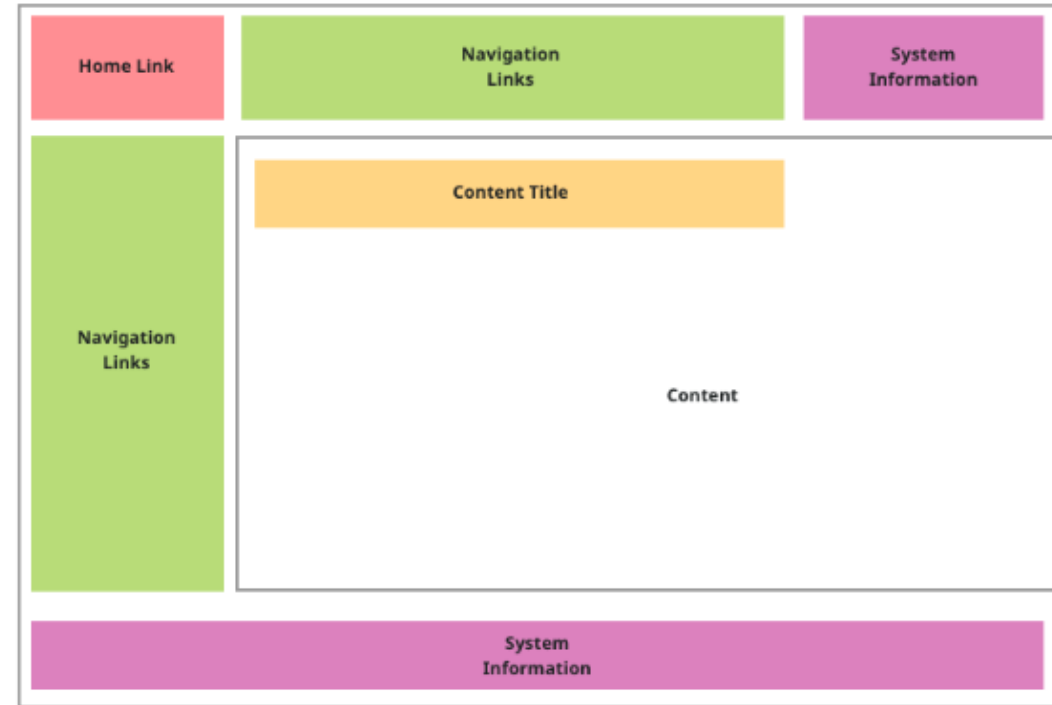 Home Link
Navigation
Links
System
Information
Content Title
Navigation
Links
Content
System
Information